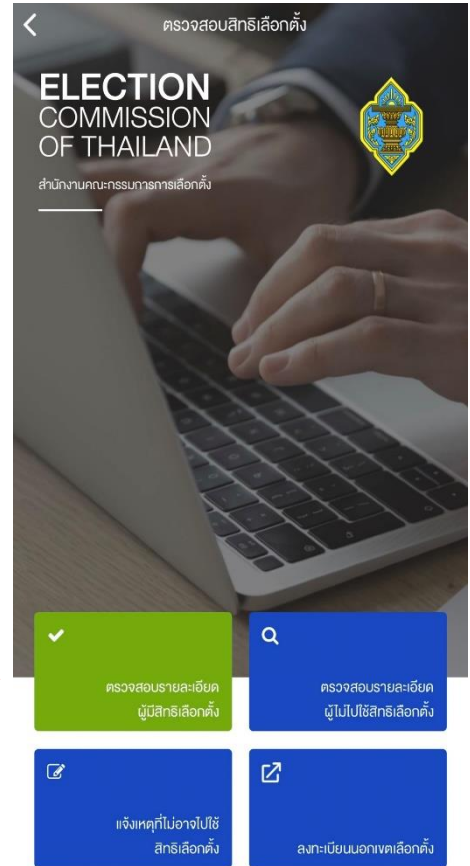 ตรวจสอบสิทธิเลือกตั้ง
ELECTION
COMMISSION
OF THAILAND
สำนักงานคณะกรรมการการเลือกตั้ง
ตรวจสอบรายละเอียด
ผู้มีสิทธิเลือกตั้ง
ตรวจสอบรายละเอียด
ผู้ไม่ไปใช้สิทธิเลือกตั้ง
แจ้งเหตุที่ไม่อาจไปใช้
สิทธิเลือกตั้ง
ลงทะเบียนนอกเขตเลือกตั้ง